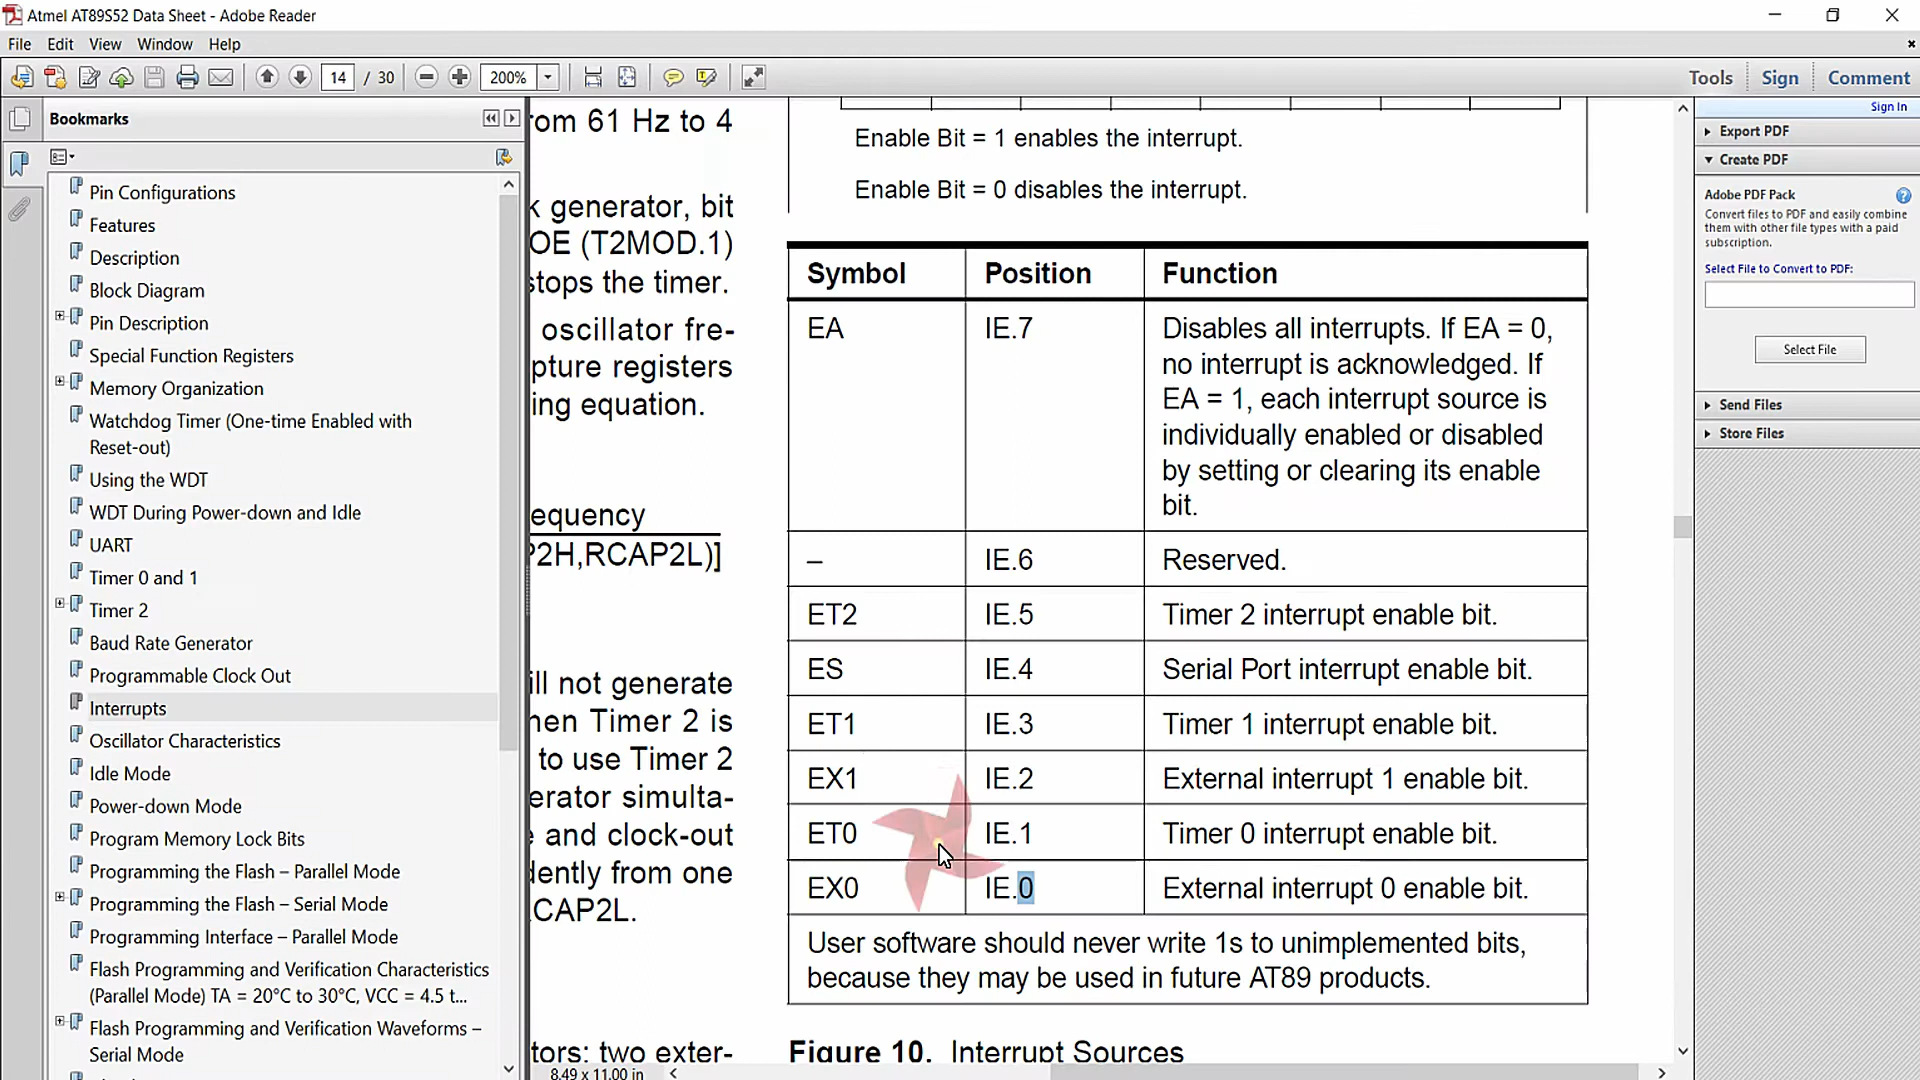 Atmel AT89S52 Data Sheet - Adobe Reader
File Edit View Window Help
14 / 30 200% Tools Sign Comment
Bookmarks
Pin Configurations
Features
Description
Block Diagram
Pin Description
Special Function Registers
Memory Organization
Watchdog Timer (One-time Enabled with
Reset-out)
Using the WDT
WDT During Power-down and Idle
UART
Timer 0 and 1
Timer 2
Baud Rate Generator
Programmable Clock Out
Interrupts
Oscillator Characteristics
Idle Mode
Power-down Mode
Program Memory Lock Bits
Programming the Flash – Parallel Mode
Programming the Flash – Serial Mode
Programming Interface – Parallel Mode
Flash Programming and Verification Characteristics
(Parallel Mode) TA = 20°C to 30°C, VCC = 4.5 t...
Flash Programming and Verification Waveforms –
Serial Mode
om 61 Hz to 4
k generator, bit
OE (T2MOD.1)
stops the timer.
oscillator fre-
pture registers
ing equation.
equency
P2H,RCAP2L)]
ill not generate
hen Timer 2 is
to use Timer 2
erator simulta-
e and clock-out
dently from one
CAP2L.
tors: two exter-
8.49 x 11.00 in
Enable Bit = 1 enables the interrupt.
Enable Bit = 0 disables the interrupt.
Symbol Position Function
EA IE.7 Disables all interrupts. If EA = 0,
no interrupt is acknowledged. If
EA = 1, each interrupt source is
individually enabled or disabled
by setting or clearing its enable
bit.
– IE.6 Reserved.
ET2 IE.5 Timer 2 interrupt enable bit.
ES IE.4 Serial Port interrupt enable bit.
ET1 IE.3 Timer 1 interrupt enable bit.
EX1 IE.2 External interrupt 1 enable bit.
ET0 IE.1 Timer 0 interrupt enable bit.
EX0 IE.0 External interrupt 0 enable bit.
User software should never write 1s to unimplemented bits,
because they may be used in future AT89 products.
Figure 10. Interrupt Sources
Sign In
Export PDF
Create PDF
Adobe PDF Pack
Convert files to PDF and easily combine
them with other file types with a paid
subscription.
Select File to Convert to PDF:
Select File
Send Files
Store Files